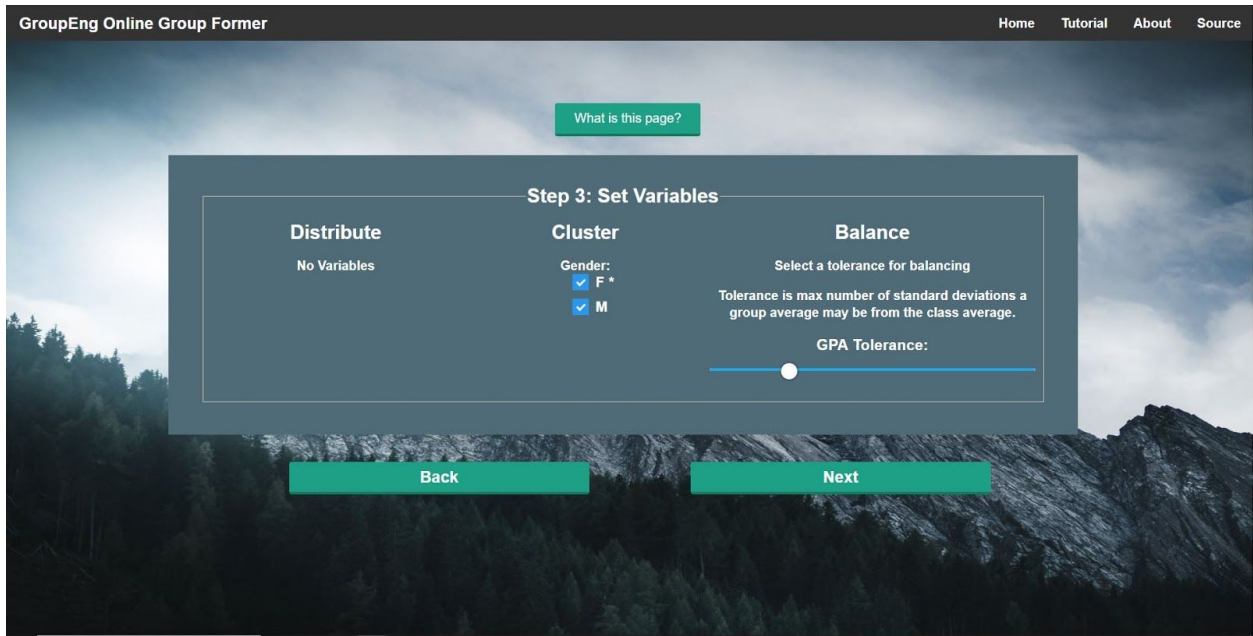 GroupEng Online Group Former
Home Tutorial About Source
What is this page?
Step 3: Set Variables
Distribute
No Variables
Cluster
Gender:
F *
M
Balance
Select a tolerance for balancing
Tolerance is max number of standard deviations a
group average may be from the class average.
GPA Tolerance:
Back
Next